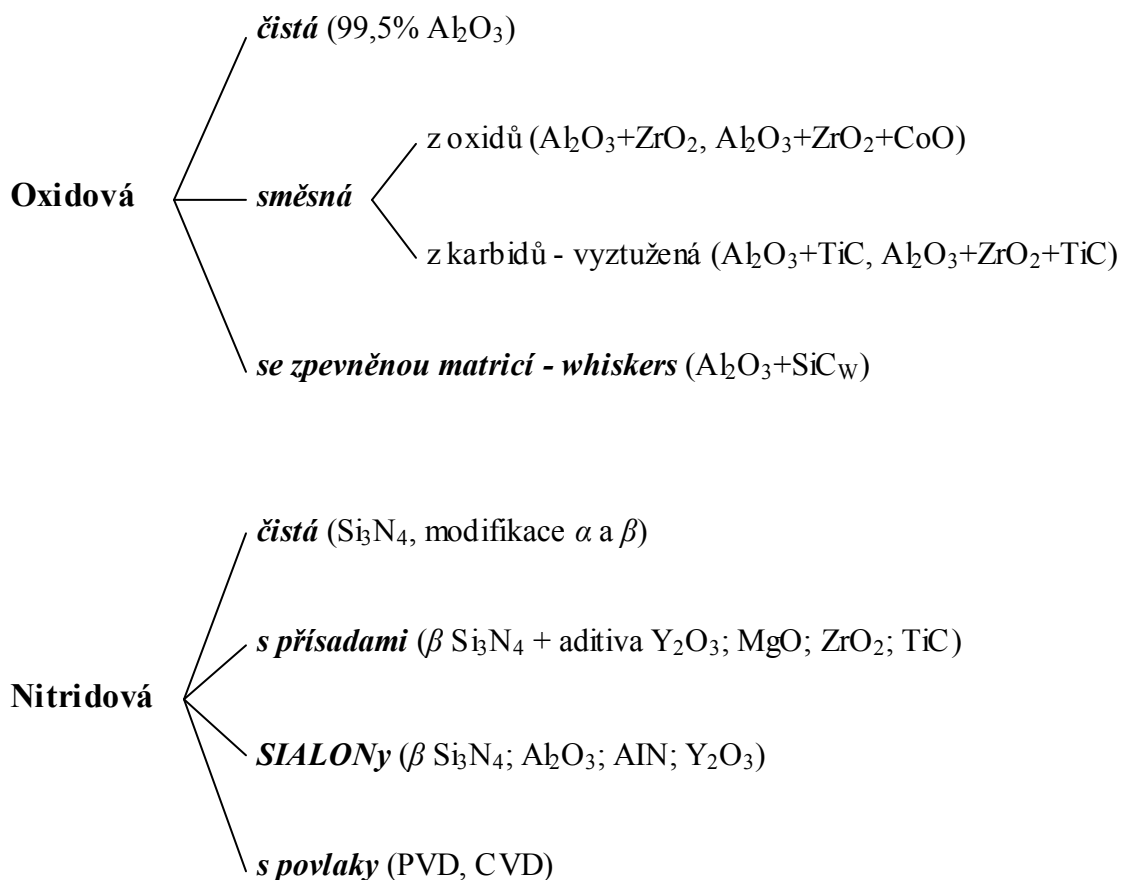 čistá (99,5% Al₂O₃)
z oxidů (Al₂O₃+ZrO₂, Al₂O₃+ZrO₂+CoO)
Oxidová
směsná
z karbidů - vyztužená (Al₂O₃+TiC, Al₂O₃+ZrO₂+TiC)
se zpevněnou matricí - whiskers (Al₂O₃+SiCW)
čistá (Si₃N₄, modifikace α a β)
s přísadami (β Si₃N₄ + aditiva Y₂O₃; MgO; ZrO₂; TiC)
Nitridová
SIALONy (β Si₃N₄; Al₂O₃; AlN; Y₂O₃)
s povlaky (PVD, CVD)